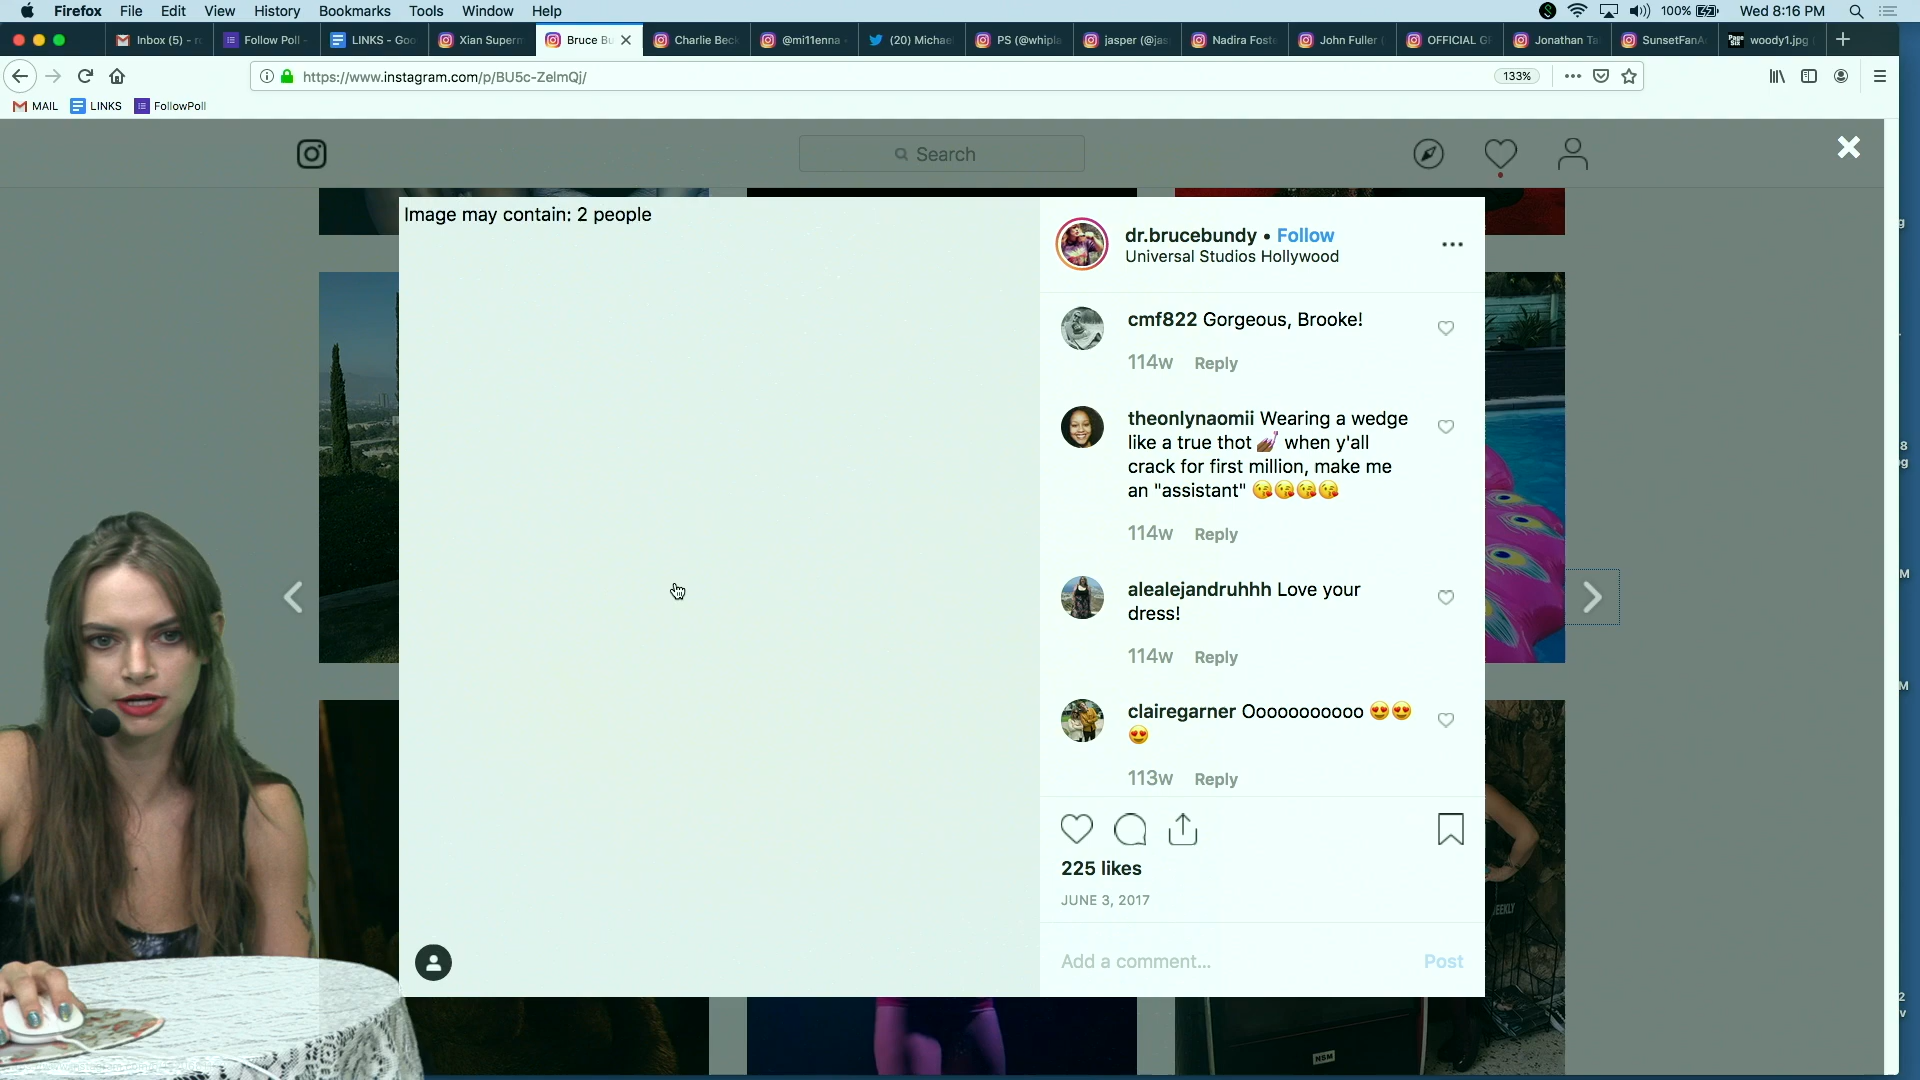 Firefox File Edit View History Bookmarks Tools Window Help 100% Wed 8:16 PM
Inbox (5) - Follow Poll - LINKS - Goo Xian Superm Bruce Bu Charlie Beck @mi11enna (20) Michae PS (@whipla jasper (@jas Nadira Foste John Fuller ( OFFICIAL G Jonathan Ta SunsetFanA woody1.jpg
https://www.instagram.com/p/BU5c-ZelmQj/ 133%
MAIL LINKS FollowPoll
Search
Image may contain: 2 people
dr.brucebundy • Follow
Universal Studios Hollywood
cmf822 Gorgeous, Brooke!
114w Reply
theonlynaomii Wearing a wedge
like a true thot 💅🏾 when y'all
crack for first million, make me
an "assistant" 😘😘😘😘
114w Reply
alealejandruhhh Love your
dress!
114w Reply
clairegarner Ooooooooooo 😍😍
😍
113w Reply
225 likes
JUNE 3, 2017
Add a comment... Post